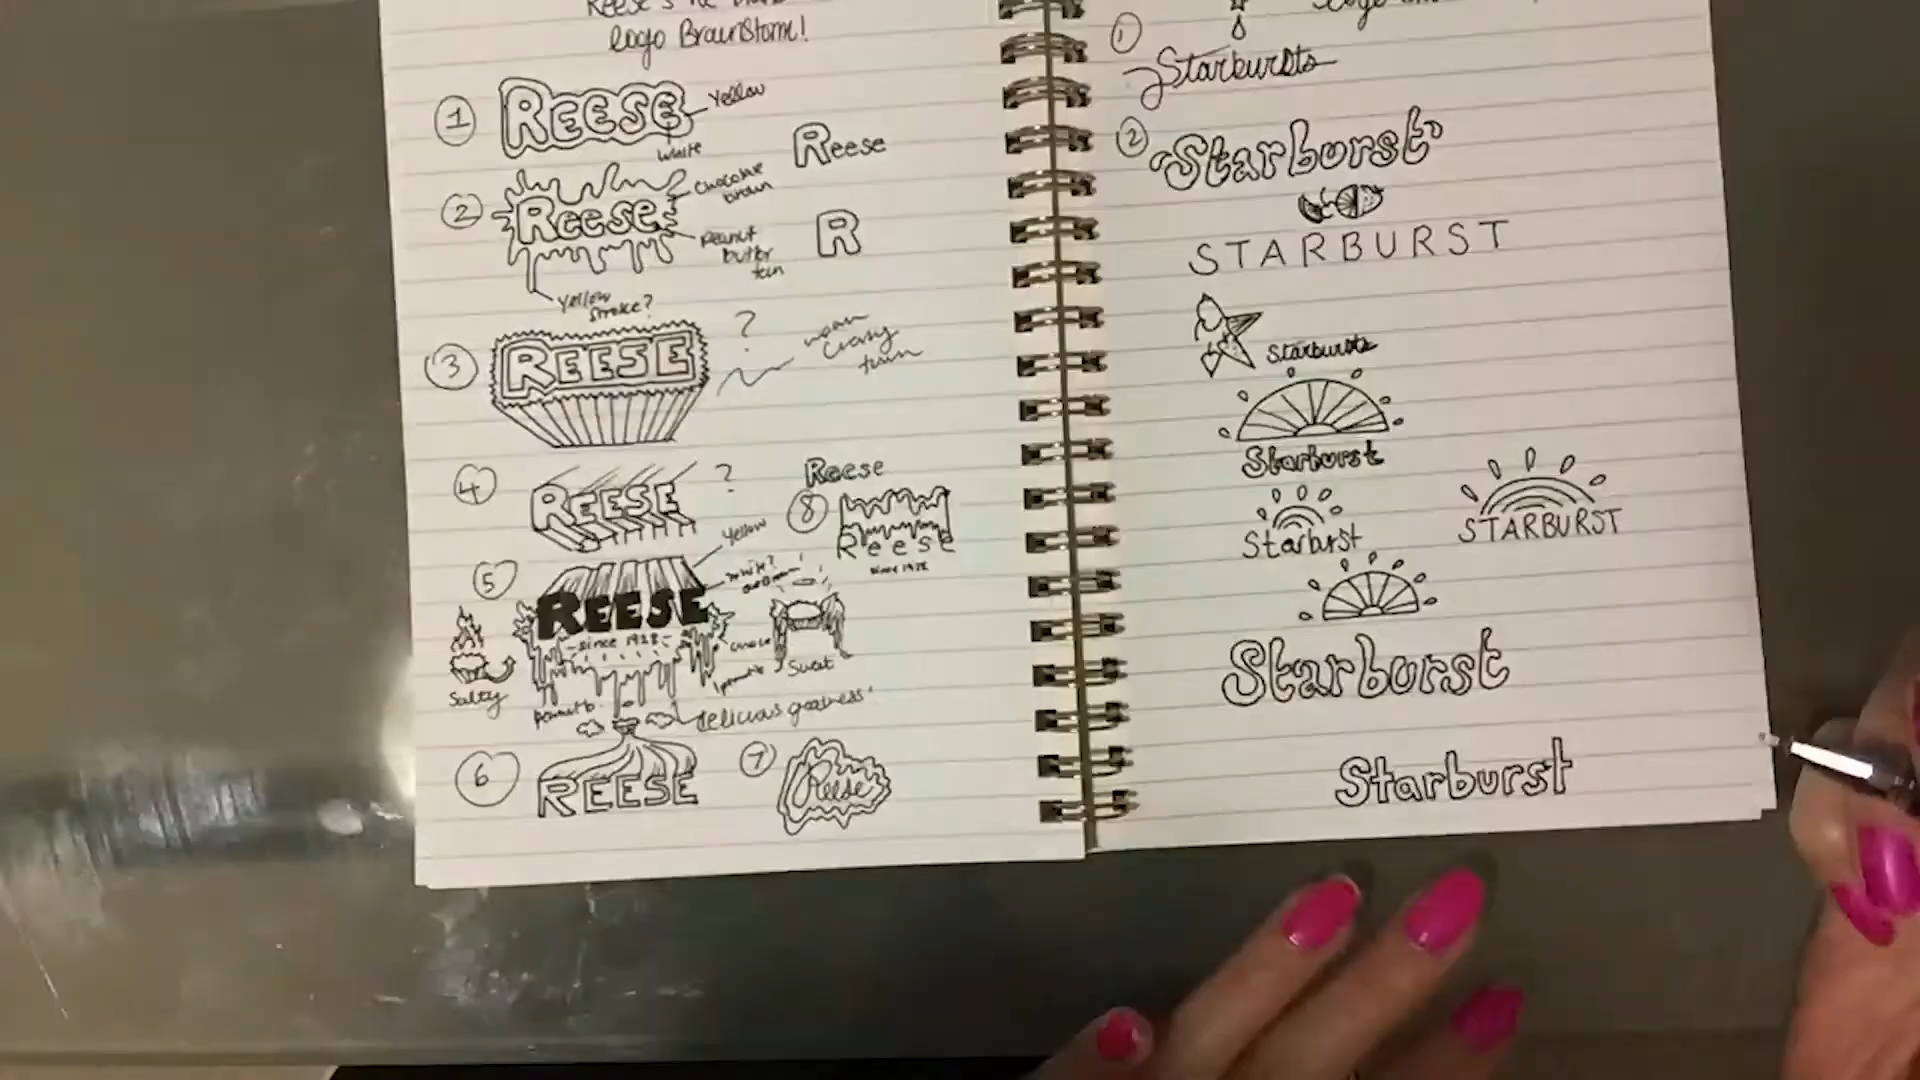 Reese's
logo Brainstorm!
1
REESE
Yellow
white
Reese
2
Reese
chocolate
brown
Peanut
butter
Yellow
stroke?
R
3
REESE
?
4
REESE
?
Reese
8
Reese
since 1928
5
REESE
-since 1928-
Yellow
white?
Salty
Sweet
delicious goodness'
6
REESE
7
Reese
1
Starbursts
2
Starburst
STARBURST
Starbursts
Starburst
Starburst
STARBURST
Starburst
Starburst